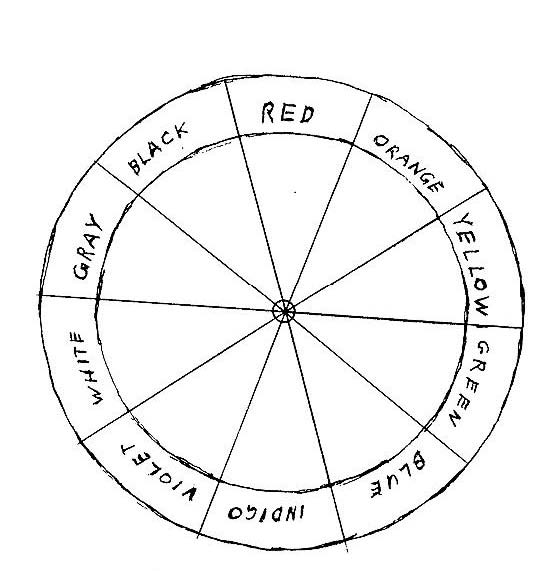 RED
ORANGE
YELLOW
GREEN
BLUE
INDIGO
VIOLET
WHITE
GRAY
BLACK